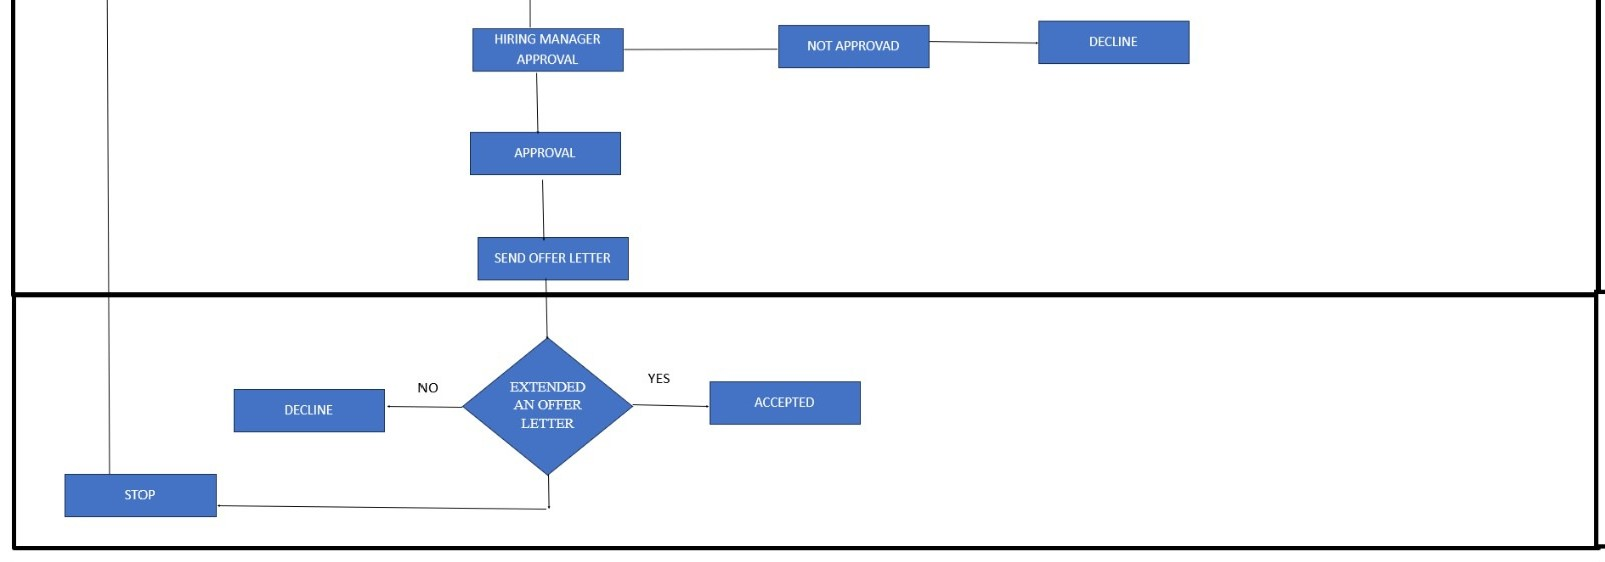 HIRING MANAGER
APPROVAL
NOT APPROVAD
DECLINE
APPROVAL
SEND OFFER LETTER
NO
YES
EXTENDED
AN OFFER
LETTER
DECLINE
ACCEPTED
STOP